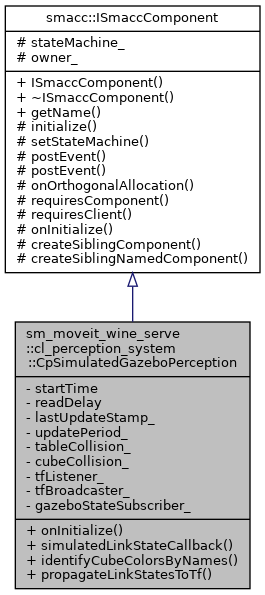 smacc::ISmaccComponent
# stateMachine_
# owner_
+ ISmaccComponent()
+ ~ISmaccComponent()
+ getName()
# initialize()
# setStateMachine()
# postEvent()
# postEvent()
# onOrthogonalAllocation()
# requiresComponent()
# requiresClient()
# onInitialize()
# createSiblingComponent()
# createSiblingNamedComponent()
sm_moveit_wine_serve
::cl_perception_system
::CpSimulatedGazeboPerception
- startTime
- readDelay
- lastUpdateStamp_
- updatePeriod_
- tableCollision_
- cubeCollision_
- tfListener_
- tfBroadcaster_
- gazeboStateSubscriber_
+ onInitialize()
+ simulatedLinkStateCallback()
+ identifyCubeColorsByNames()
+ propagateLinkStatesToTf()